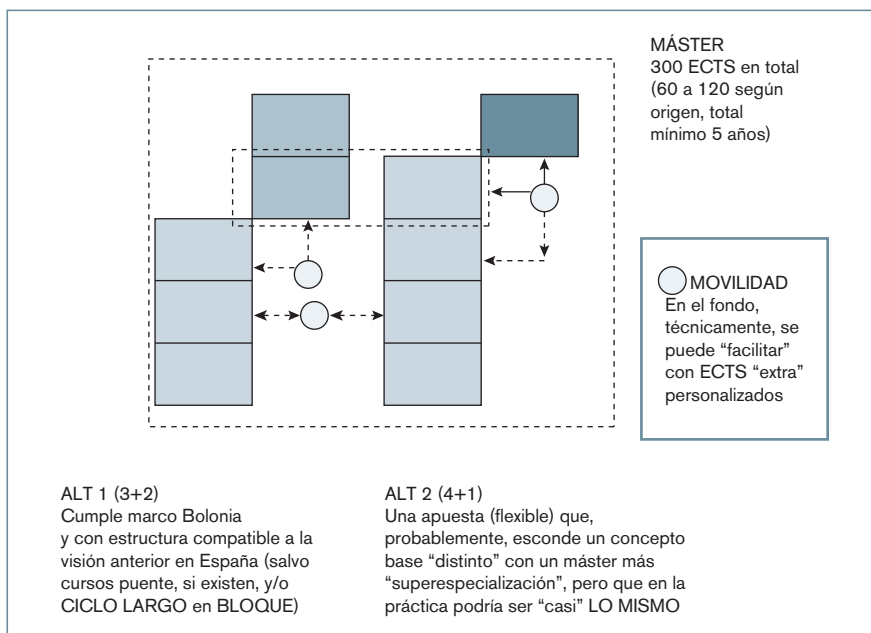 MÁSTER
300 ECTS en total
(60 a 120 según
origen, total
mínimo 5 años)
MOVILIDAD
En el fondo,
técnicamente, se
puede “facilitar”
con ECTS “extra”
personalizados
ALT 1 (3+2)
Cumple marco Bolonia
y con estructura compatible a la
visión anterior en España (salvo
cursos puente, si existen, y/o
CICLO LARGO en BLOQUE)
ALT 2 (4+1)
Una apuesta (flexible) que,
probablemente, esconde un concepto
base “distinto” con un máster más
“superespecialización”, pero que en la
práctica podría ser “casi” LO MISMO